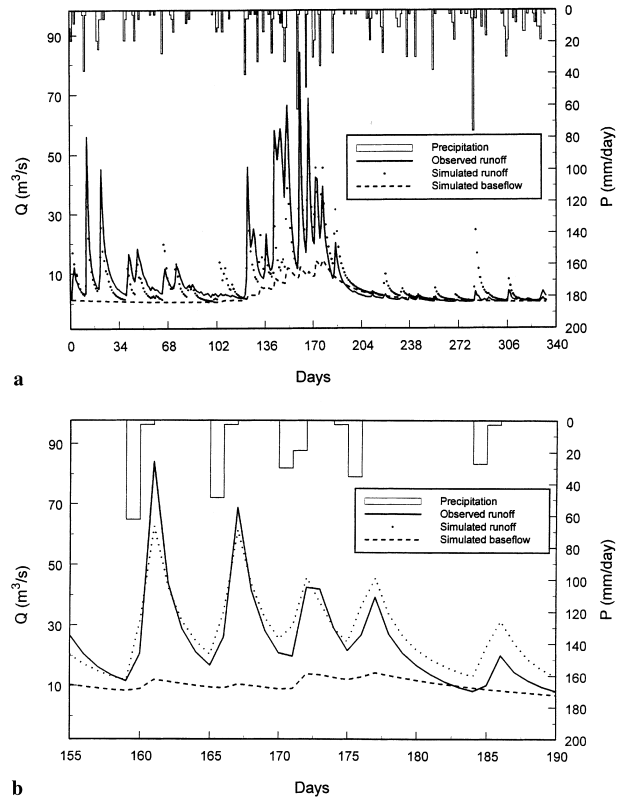 90
70
50
30
10
Q (m³/s)
0
20
40
60
80
100
120
140
160
180
200
P (mm/day)
Precipitation
Observed runoff
Simulated runoff
Simulated baseflow
0 34 68 102 136 170 204 238 272 306 340
a
Days
90
70
50
30
10
Q (m³/s)
0
20
40
60
80
100
120
140
160
180
200
P (mm/day)
Precipitation
Observed runoff
Simulated runoff
Simulated baseflow
155 160 165 170 175 180 185 190
b
Days